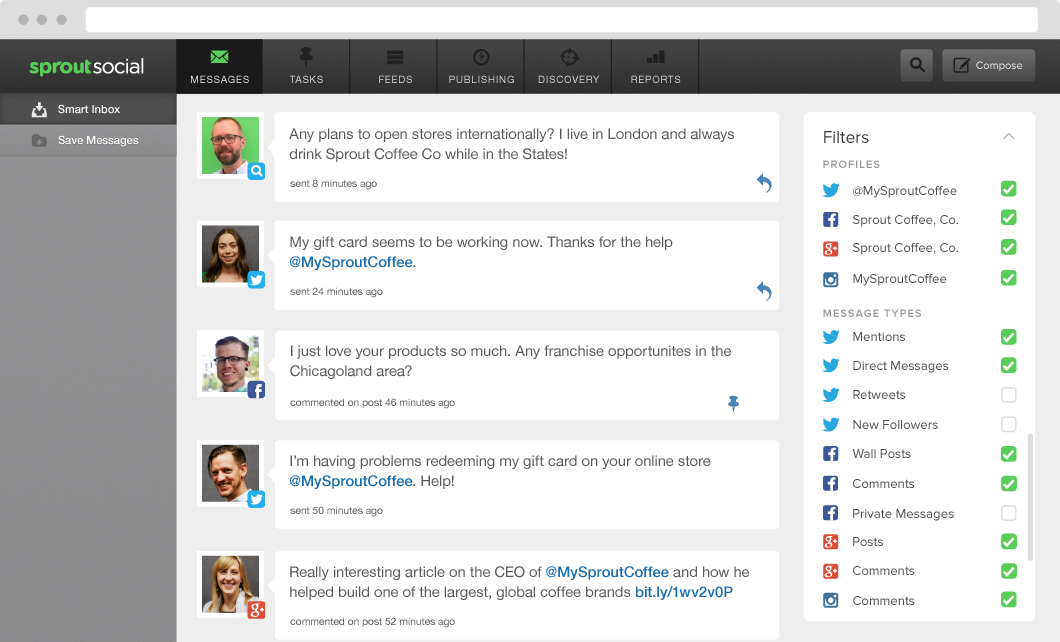 sproutsocial
MESSAGES
TASKS
FEEDS
PUBLISHING
DISCOVERY
REPORTS
Compose
Smart Inbox
Save Messages
Any plans to open stores internationally? I live in London and always
drink Sprout Coffee Co while in the States!
sent 8 minutes ago
My gift card seems to be working now. Thanks for the help
@MySproutCoffee.
sent 24 minutes ago
I just love your products so much. Any franchise opportunites in the
Chicagoland area?
commented on post 46 minutes ago
I'm having problems redeeming my gift card on your online store
@MySproutCoffee. Help!
sent 50 minutes ago
Really interesting article on the CEO of @MySproutCoffee and how he
helped build one of the largest, global coffee brands bit.ly/1wv2v0P
commented on post 52 minutes ago
Filters
PROFILES
@MySproutCoffee
Sprout Coffee, Co.
Sprout Coffee, Co.
MySproutCoffee
MESSAGE TYPES
Mentions
Direct Messages
Retweets
New Followers
Wall Posts
Comments
Private Messages
Posts
Comments
Comments